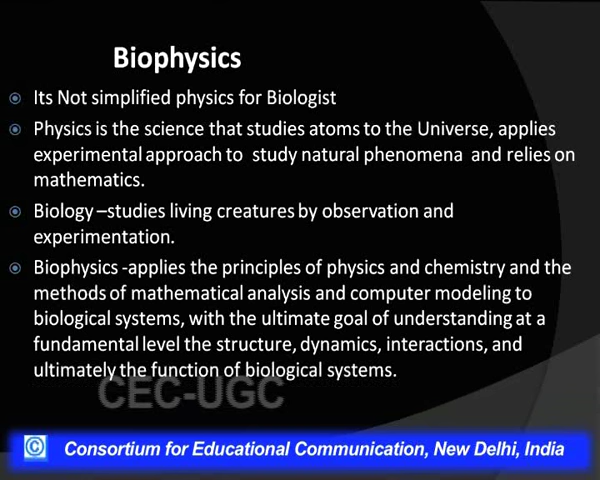 Biophysics
Its Not simplified physics for Biologist
Physics is the science that studies atoms to the Universe, applies
experimental approach to study natural phenomena and relies on
mathematics.
Biology –studies living creatures by observation and
experimentation.
Biophysics -applies the principles of physics and chemistry and the
methods of mathematical analysis and computer modeling to
biological systems, with the ultimate goal of understanding at a
fundamental level the structure, dynamics, interactions, and
ultimately the function of biological systems.
CEC-UGC
© Consortium for Educational Communication, New Delhi, India